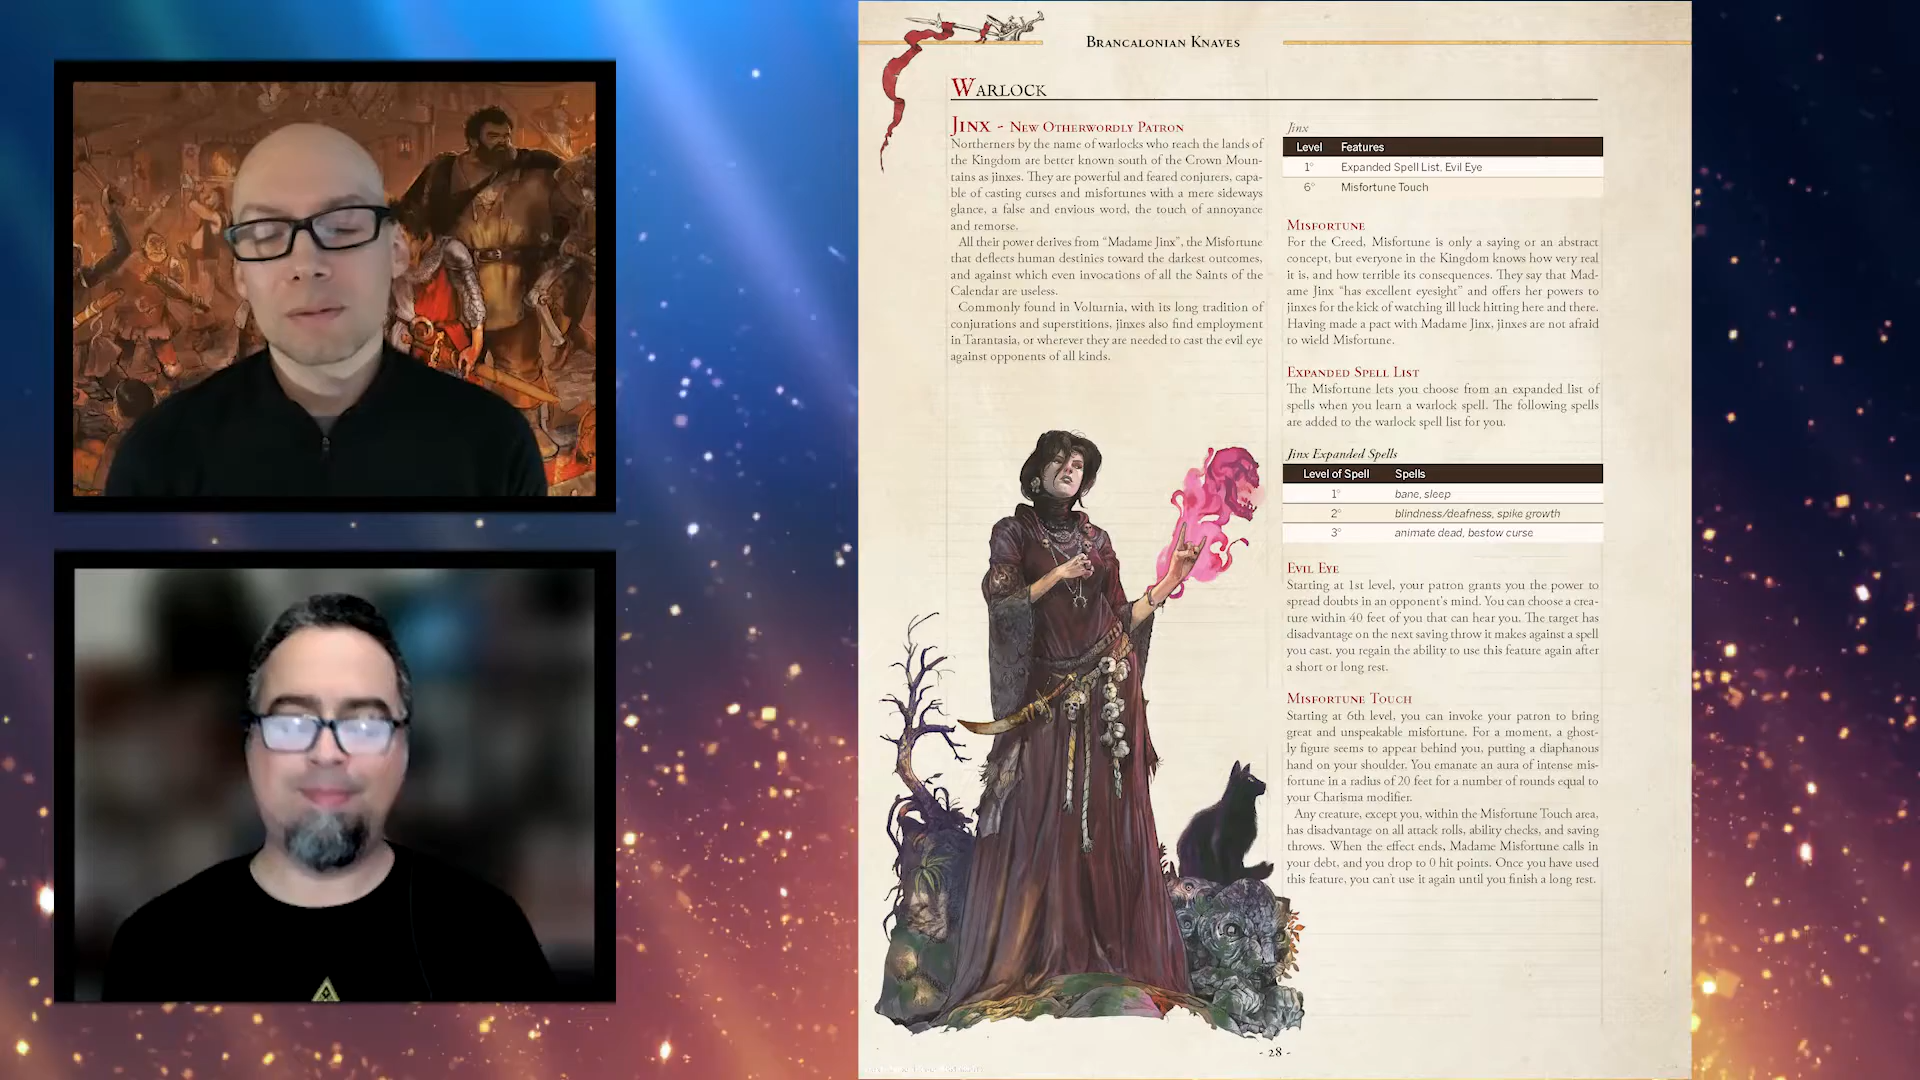 Brancalonian Knaves
Warlock
Jinx - New Otherwordly Patron
Northerners by the name of warlocks who reach the lands of
the Kingdom are better known south of the Crown Moun-
tains as jinxes. They are powerful and feared conjurers, capa-
ble of casting curses and misfortunes with a mere sideways
glance, a false and envious word, the touch of annoyance
and remorse.
All their power derives from “Madame Jinx”, the Misfortune
that deflects human destinies toward the darkest outcomes,
and against which even invocations of all the Saints of the
Calendar are useless.
Commonly found in Volturnia, with its long tradition of
conjurations and superstitions, jinxes also find employment
in Tarantasia, or wherever they are needed to cast the evil eye
against opponents of all kinds.
Jinx
Level Features
1° Expanded Spell List, Evil Eye
6° Misfortune Touch
Misfortune
For the Creed, Misfortune is only a saying or an abstract
concept, but everyone in the Kingdom knows how very real
it is, and how terrible its consequences. They say that Mad-
ame Jinx “has excellent eyesight” and offers her powers to
jinxes for the kick of watching ill luck hitting here and there.
Having made a pact with Madame Jinx, jinxes are not afraid
to wield Misfortune.
Expanded Spell List
The Misfortune lets you choose from an expanded list of
spells when you learn a warlock spell. The following spells
are added to the warlock spell list for you.
Jinx Expanded Spells
Level of Spell Spells
1° bane, sleep
2° blindness/deafness, spike growth
3° animate dead, bestow curse
Evil Eye
Starting at 1st level, your patron grants you the power to
spread doubts in an opponent’s mind. You can choose a crea-
ture within 40 feet of you that can hear you. The target has
disadvantage on the next saving throw it makes against a spell
you cast. you regain the ability to use this feature again after
a short or long rest.
Misfortune Touch
Starting at 6th level, you can invoke your patron to bring
great and unspeakable misfortune. For a moment, a ghost-
ly figure seems to appear behind you, putting a diaphanous
hand on your shoulder. You emanate an aura of intense mis-
fortune in a radius of 20 feet for a number of rounds equal to
your Charisma modifier.
Any creature, except you, within the Misfortune Touch area,
has disadvantage on all attack rolls, ability checks, and saving
throws. When the effect ends, Madame Misfortune calls in
your debt, and you drop to 0 hit points. Once you have used
this feature, you can’t use it again until you finish a long rest.
- 28 -